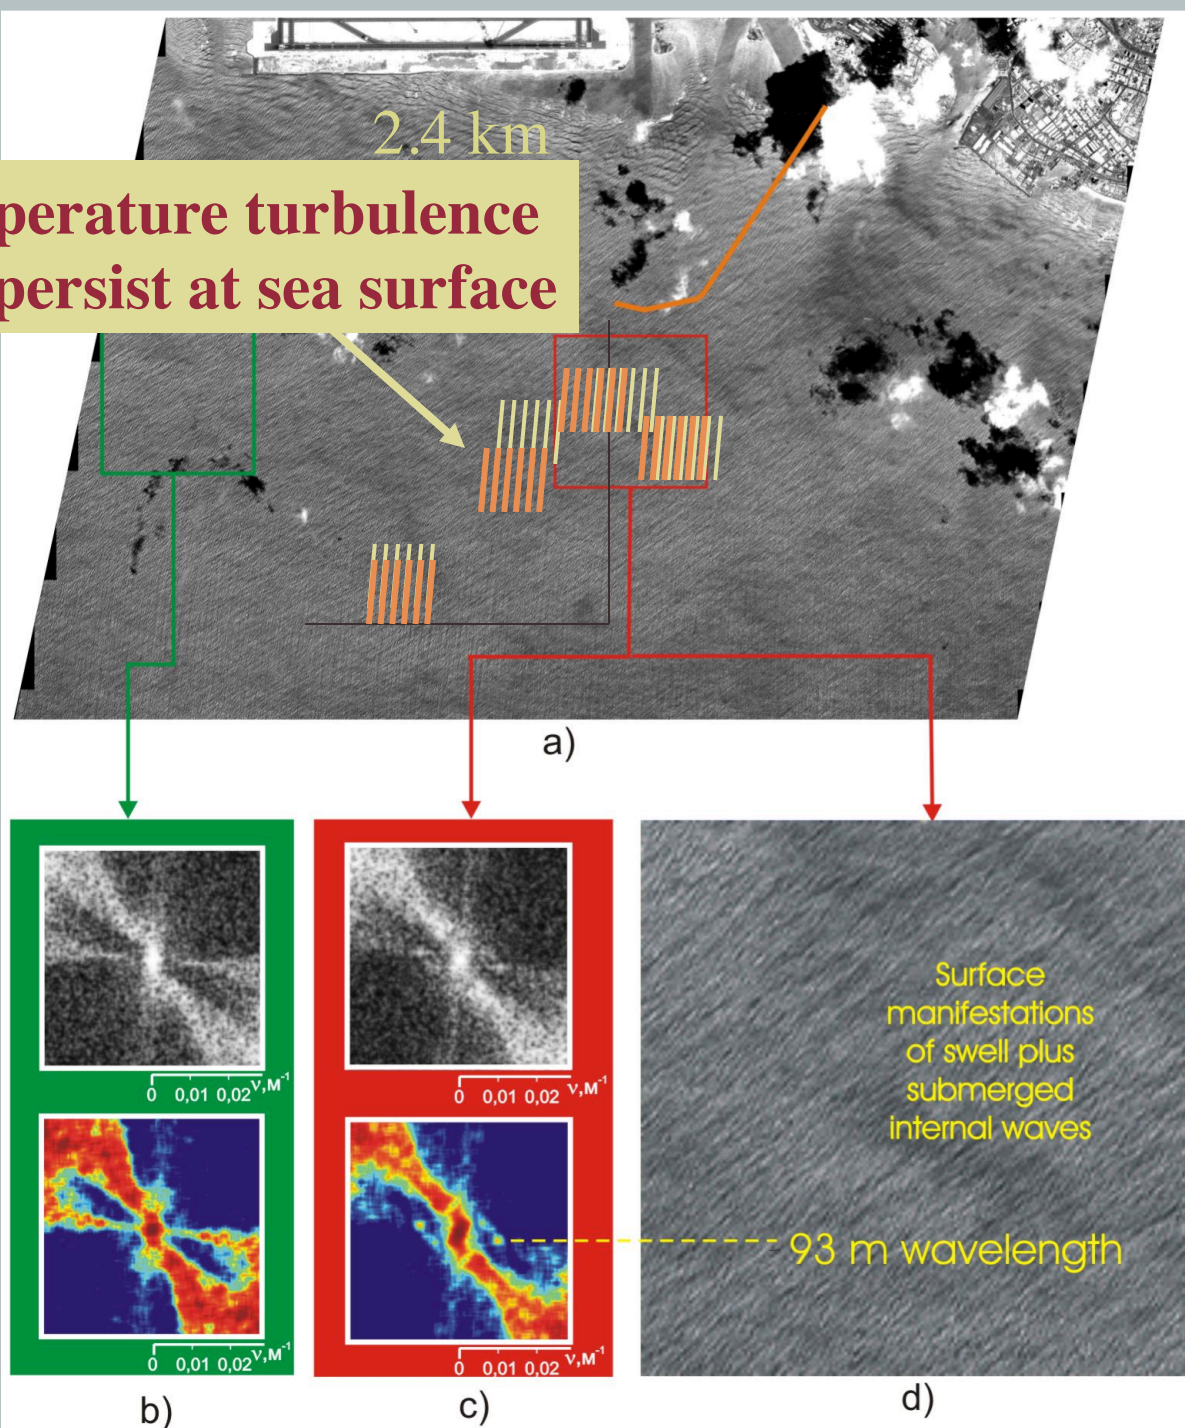 2.4 km
perature turbulence
persist at sea surface
a)
ν,м⁻¹
0 0,01 0,02
ν,м⁻¹
0 0,01 0,02
Surface
manifestations
of swell plus
submerged
internal waves
93 m wavelength
ν,м⁻¹
0 0,01 0,02
ν,м⁻¹
0 0,01 0,02
b)
c)
d)